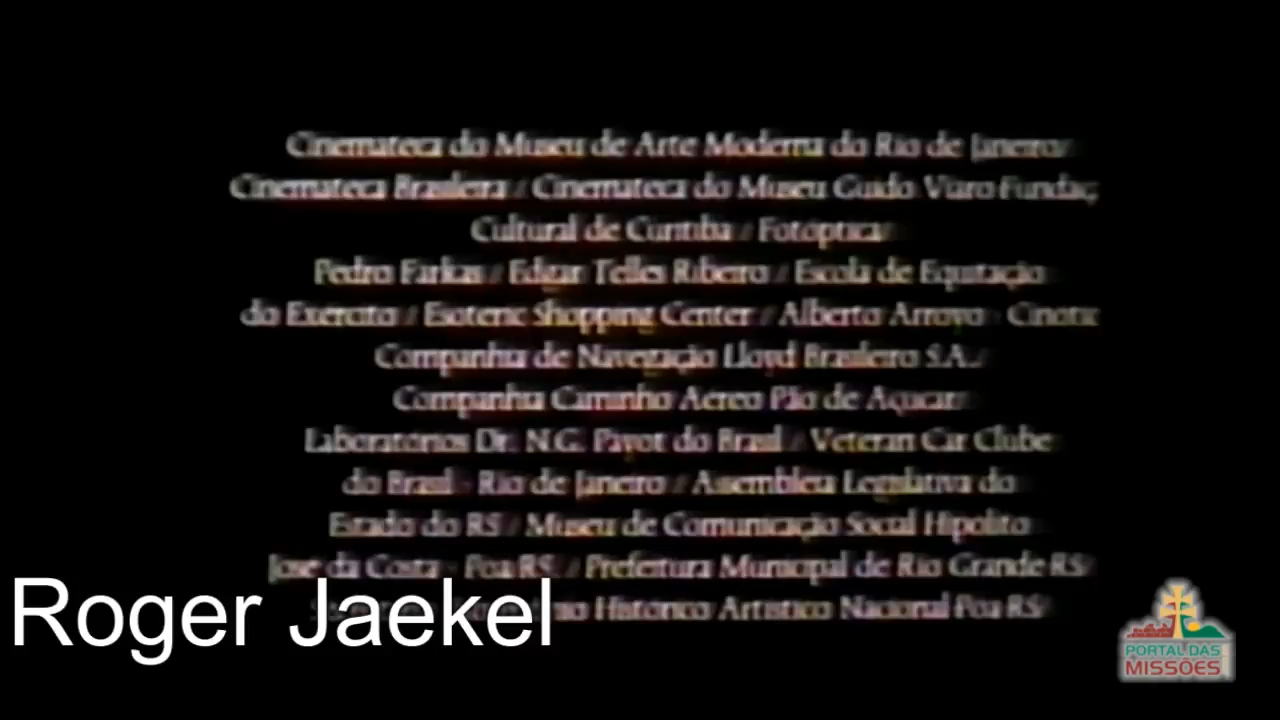 Cinemateca do Museu de Arte Moderna do Rio de Janeiro/
Cinemateca Brasileira / Cinemateca do Museu Guido Viaro-Fundaç
Cultural de Curitiba / Fotóptica/
Pedro Farkas / Edgar Telles Ribeiro / Escola de Equitação
do Exercito / Esoteric Shopping Center / Alberto Arroyo - Cinotic
Companhia de Navegação Lloyd Brasileiro S.A./
Companhia Caminho Aereo Pão de Açucar/
Laboratórios Dr. N.G. Payot do Brasil / Veteran Car Clube
do Brasil - Rio de Janeiro / Assembleia Legislativa do
Estado do RS / Museu de Comunicação Social Hipolito
Jose da Costa - Poa RS / Prefeitura Municipal de Rio Grande RS/
Histórico Artistico Nacional-Poa RS/
Roger Jaekel
PORTAL DAS
MISSÕES